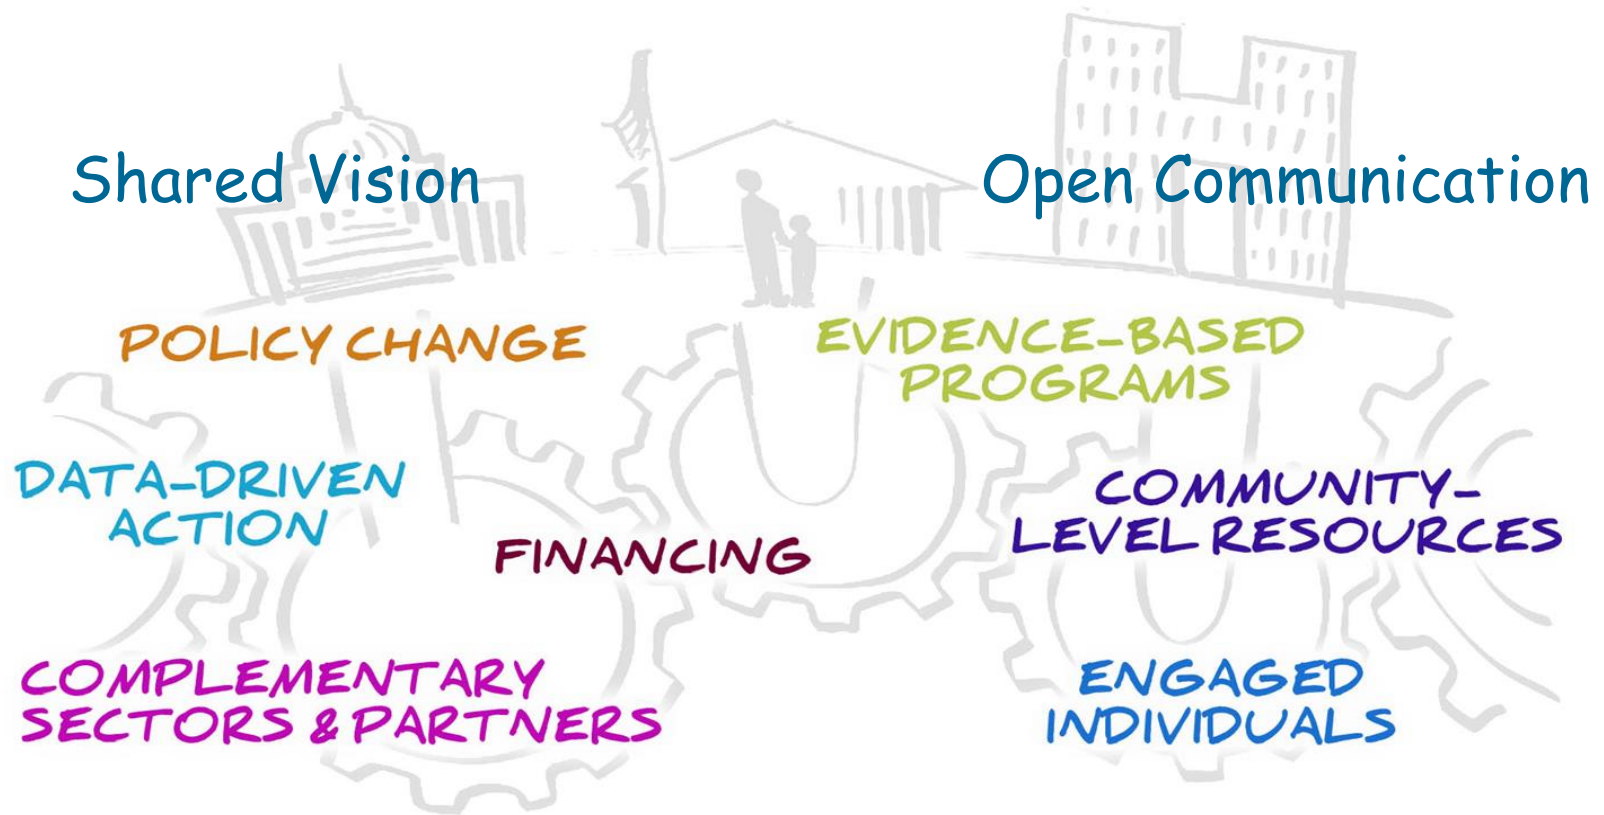 Shared Vision
Open Communication
POLICY CHANGE
EVIDENCE-BASED
PROGRAMS
DATA-DRIVEN
ACTION
COMMUNITY-
LEVEL RESOURCES
FINANCING
COMPLEMENTARY
SECTORS & PARTNERS
ENGAGED
INDIVIDUALS